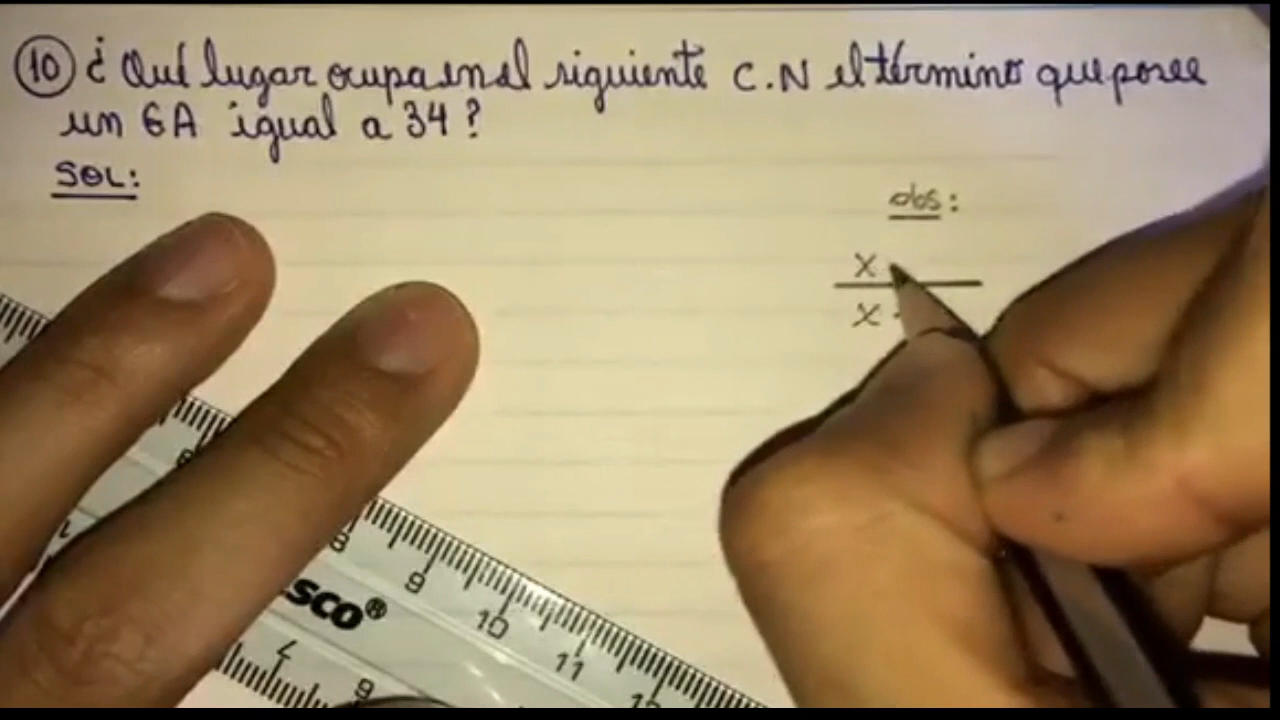 10 ¿ Qué lugar ocupa en el siguiente C.N el término que posee
un GA igual a 34 ?
SOL:
obs:
X
X
8
9
10
11
sco®
9